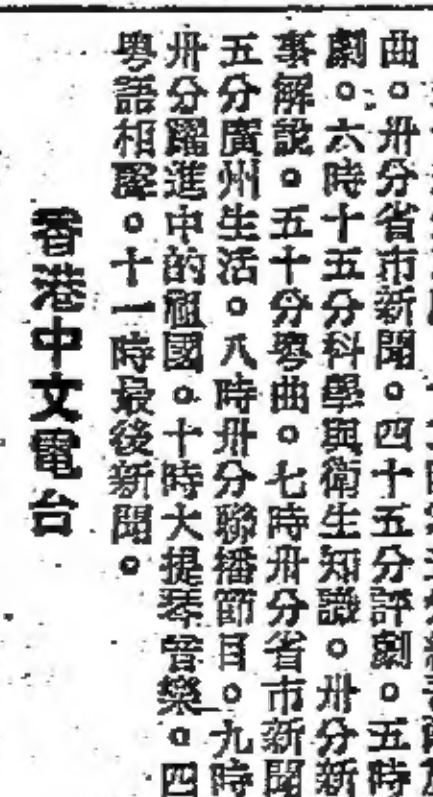 曲。卅分省市新聞。四十五分評劇。五時
劇。六時十五分科學與衛生知識。卅分新
事解說。五十分粵曲。七時卅分省市新聞
五分廣州生活。八時卅分聯播節目。九時
卅分躍進中的祖國。十時大提琴音樂。四
粵語相聲。十一時最後新聞。
香港中文電台